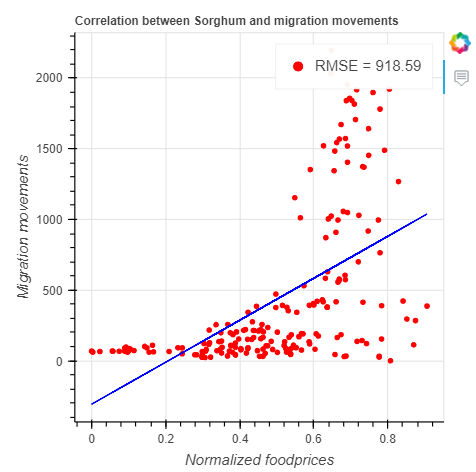 Correlation between Sorghum and migration movements
RMSE = 918.59
2000
1500
1000
500
0
Migration movements
0
0.2
0.4
0.6
0.8
Normalized foodprices